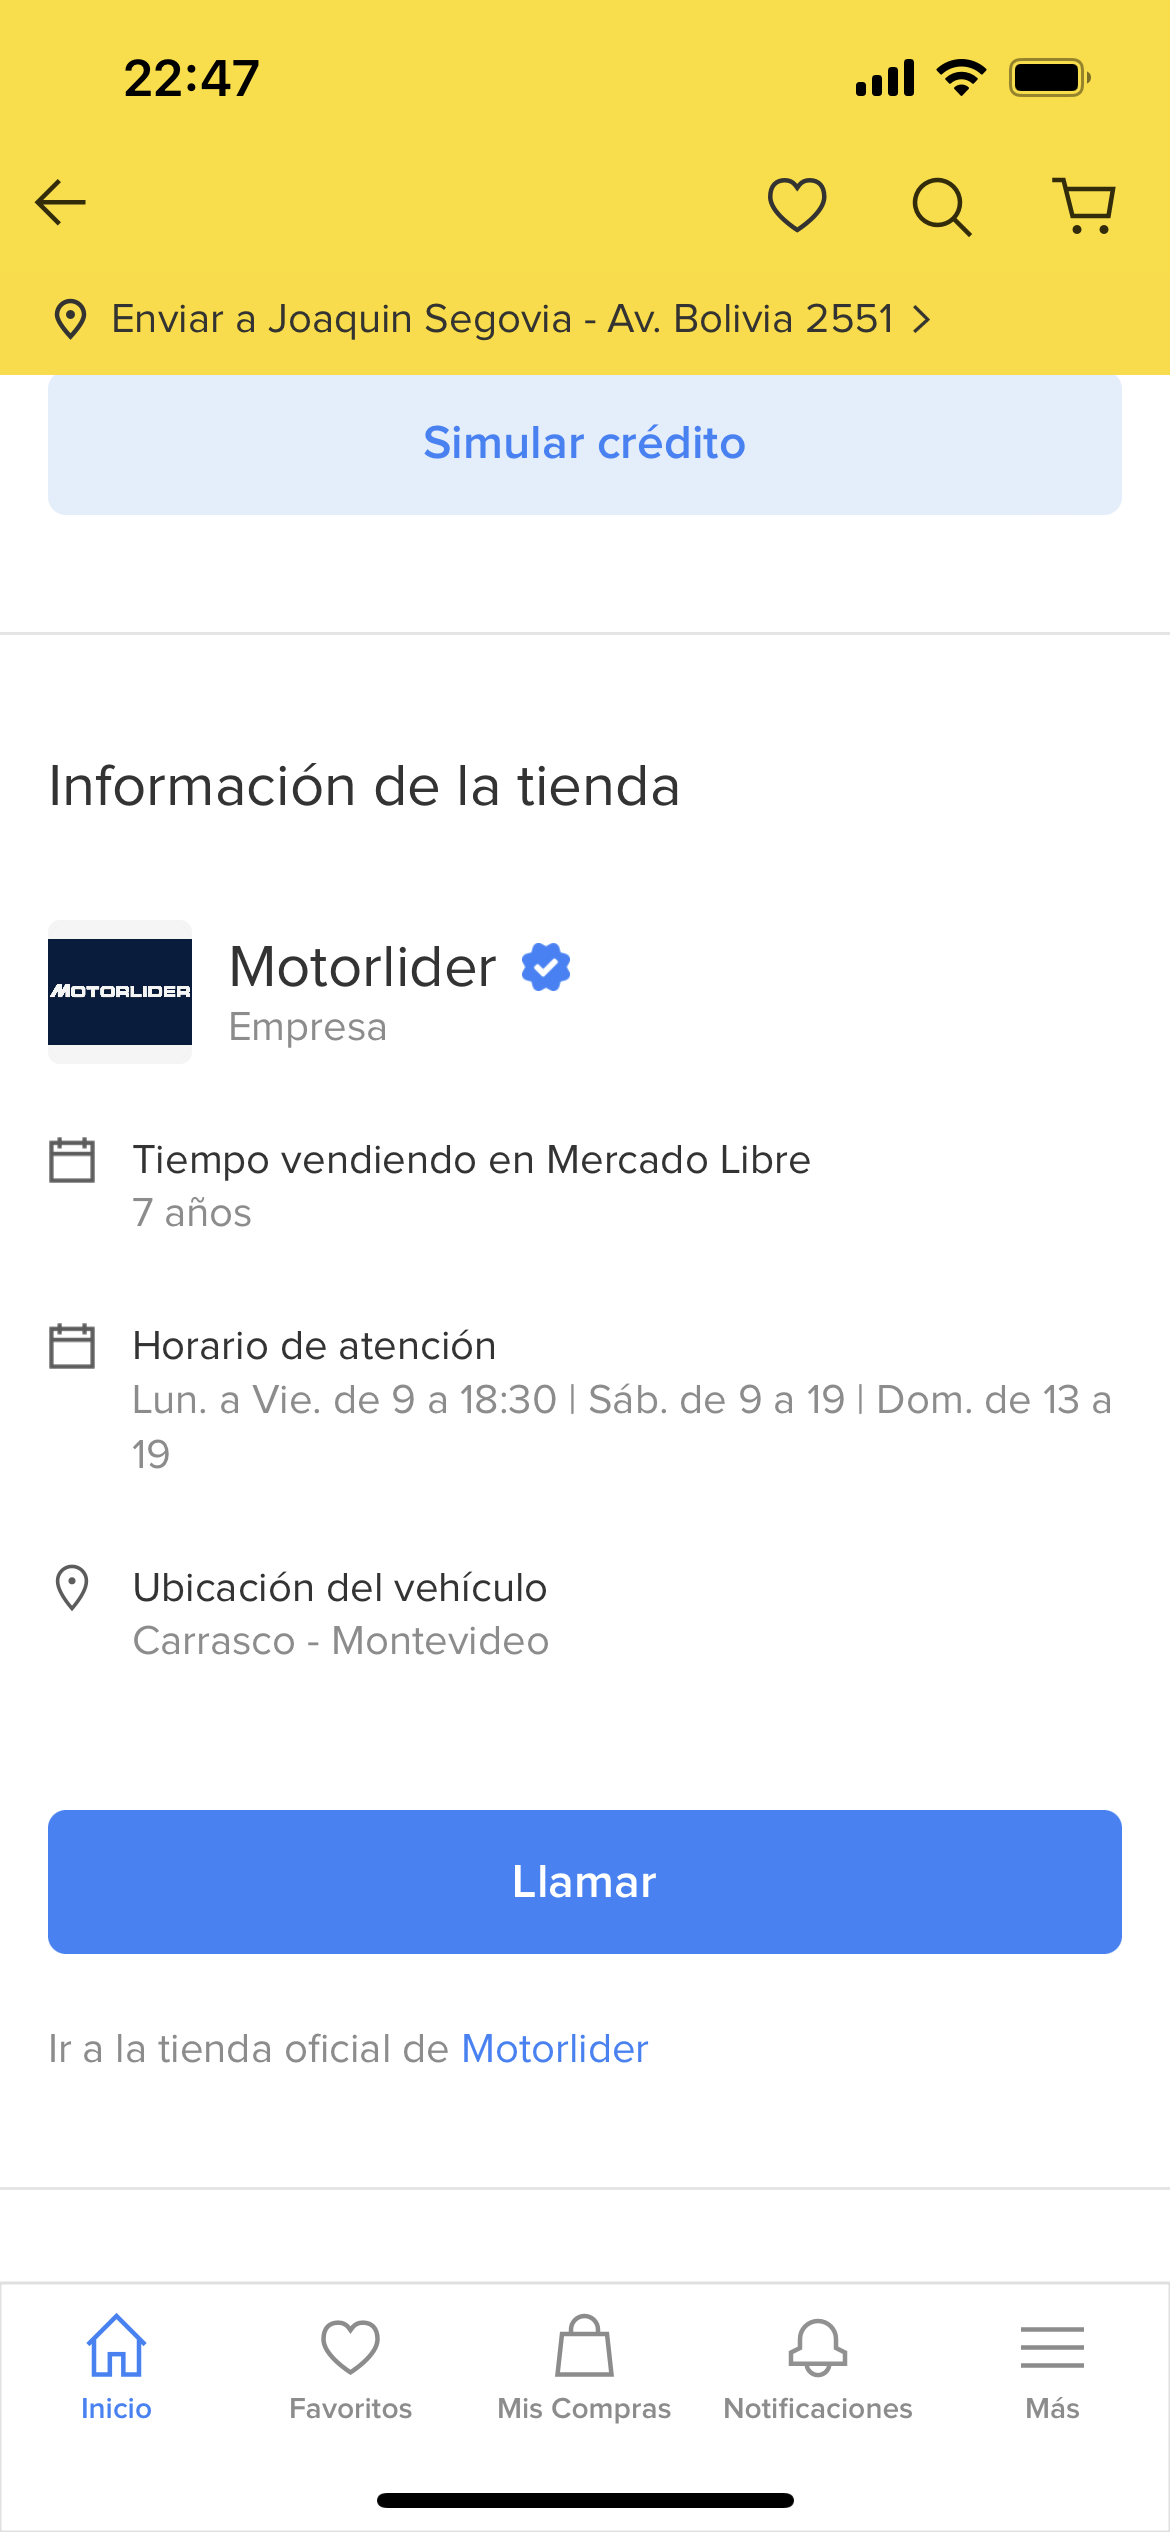 22:47
Enviar a Joaquin Segovia - Av. Bolivia 2551
Simular crédito
Información de la tienda
MOTORLIDER
Motorlider
Empresa
Tiempo vendiendo en Mercado Libre
7 años
Horario de atención
Lun. a Vie. de 9 a 18:30 | Sáb. de 9 a 19 | Dom. de 13 a
19
Ubicación del vehículo
Carrasco - Montevideo
Llamar
Ir a la tienda oficial de Motorlider
Inicio
Favoritos
Mis Compras
Notificaciones
Más